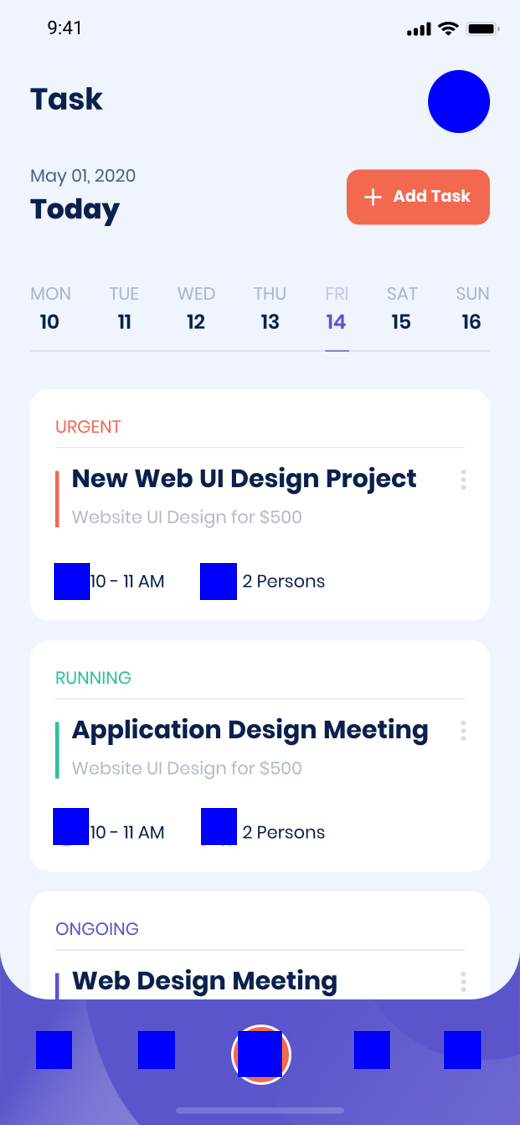 9:41
Task
May 01, 2020
Today
+ Add Task
MON TUE WED THU FRI SAT SUN
10 11 12 13 14 15 16
URGENT
New Web UI Design Project
Website UI Design for $500
10 - 11 AM 2 Persons
RUNNING
Application Design Meeting
Website UI Design for $500
10 - 11 AM 2 Persons
ONGOING
Web Design Meeting